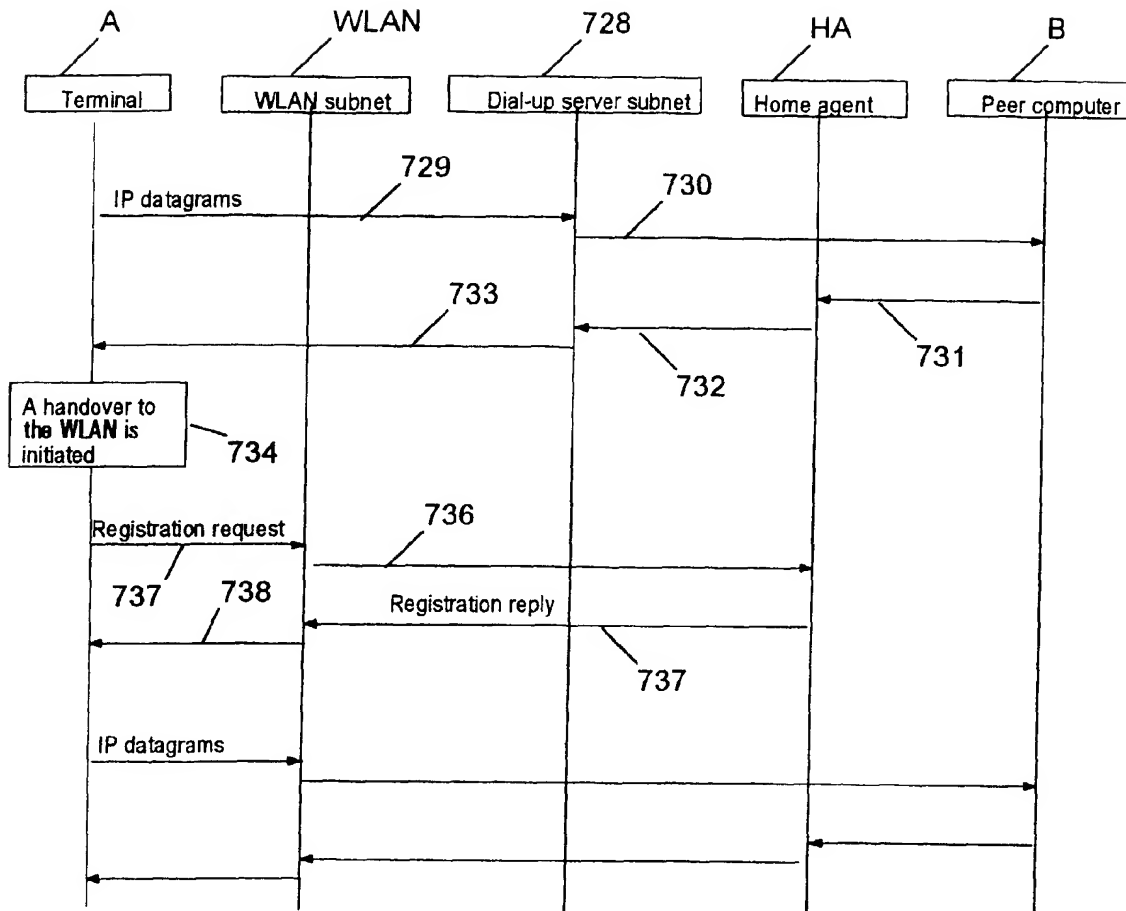 A
WLAN
728
HA
B
Terminal
WLAN subnet
Dial-up server subnet
Home agent
Peer computer
729
IP datagrams
730
733
731
732
A handover to
the WLAN is
initiated
734
Registration request
736
737
738
Registration reply
737
IP datagrams